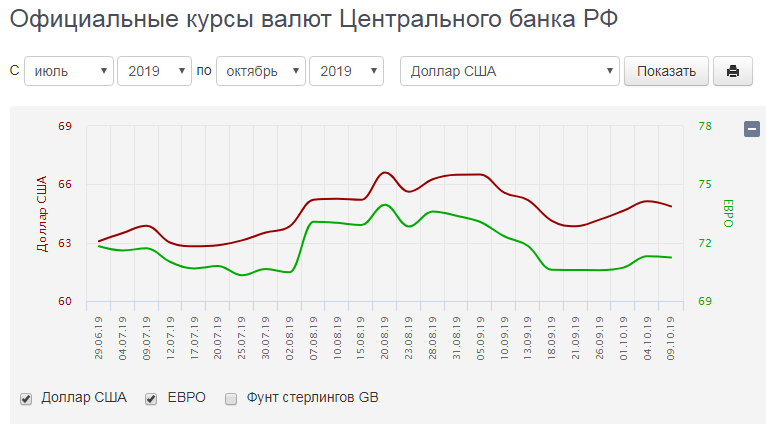 Официальные курсы валют Центрального банка РФ
С июль 2019 по октябрь 2019 Доллар США Показать
69 78
66 75
63 72
60 69
Доллар США
ЕВРО
29.06.19 04.07.19 09.07.19 12.07.19 17.07.19 20.07.19 25.07.19 30.07.19 02.08.19 07.08.19 10.08.19 15.08.19 20.08.19 23.08.19 28.08.19 31.08.19 05.09.19 10.09.19 13.09.19 18.09.19 21.09.19 26.09.19 01.10.19 04.10.19 09.10.19
Доллар США ЕВРО Фунт стерлингов GB